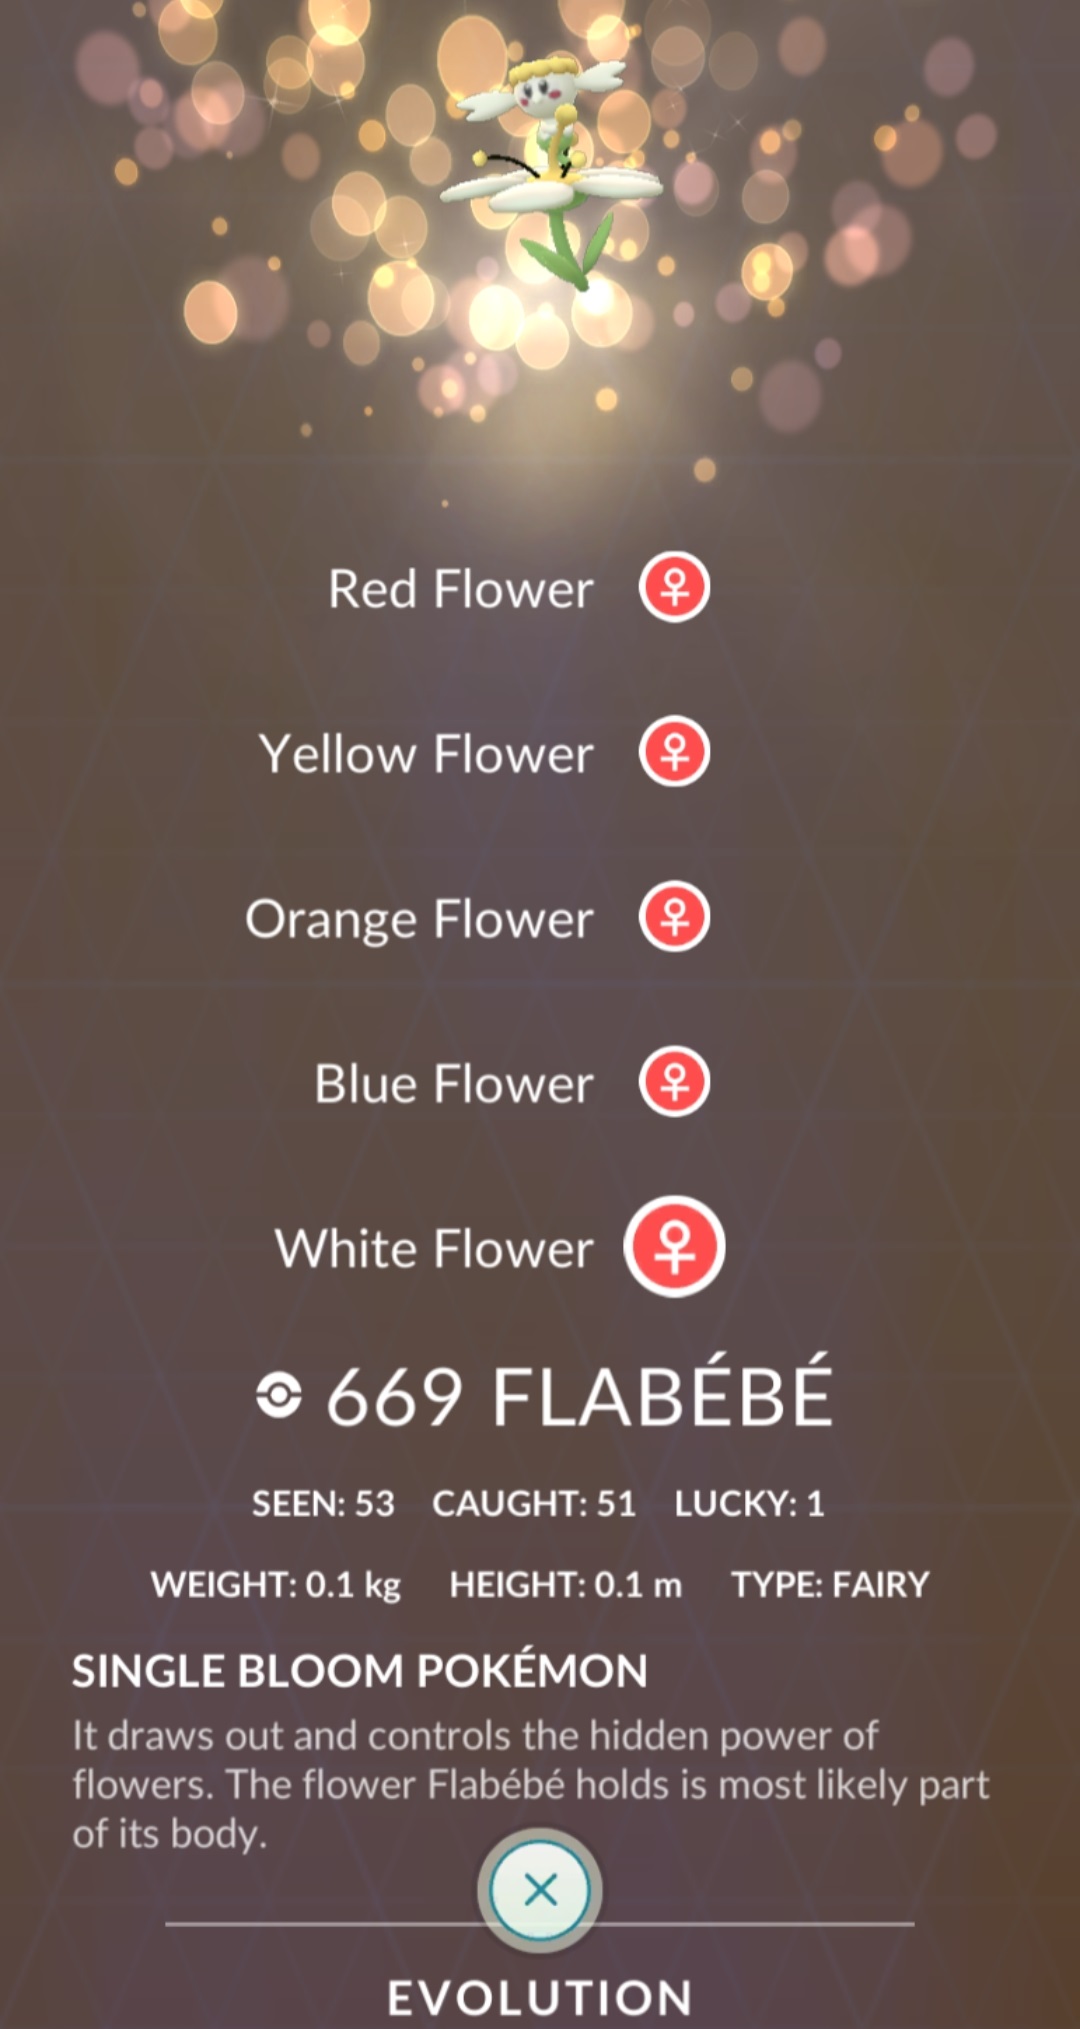 Red Flower
Yellow Flower
Orange Flower
Blue Flower
White Flower
669 FLABÉBÉ
SEEN: 53 CAUGHT: 51 LUCKY: 1
WEIGHT: 0.1 kg HEIGHT: 0.1 m TYPE: FAIRY
SINGLE BLOOM POKÉMON
It draws out and controls the hidden power of
flowers. The flower Flabébé holds is most likely part
of its body.
EVOLUTION